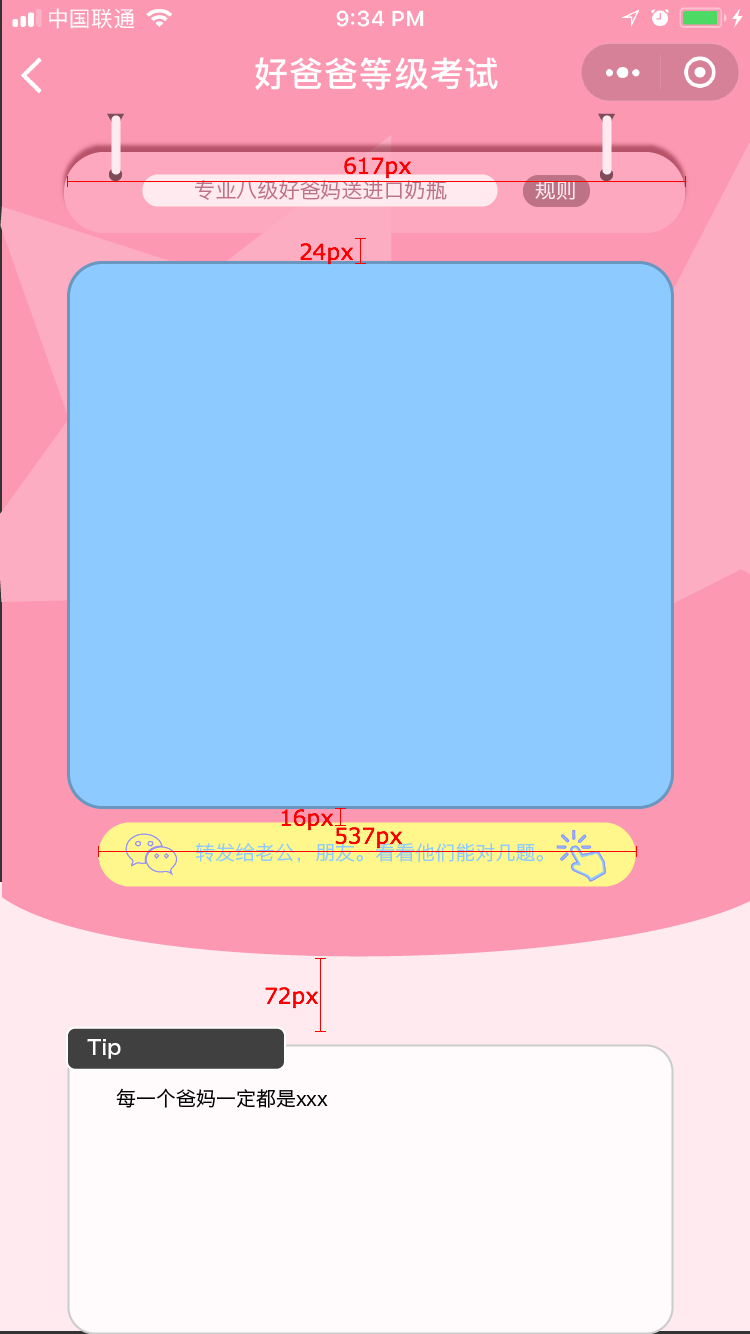 中国联通
9:34 PM
好爸爸等级考试
617px
专业八级好爸妈送进口奶瓶
规则
24px
16px
537px
转发给老公，朋友。看看他们能对几题。
72px
Tip
每一个爸妈一定都是xxx